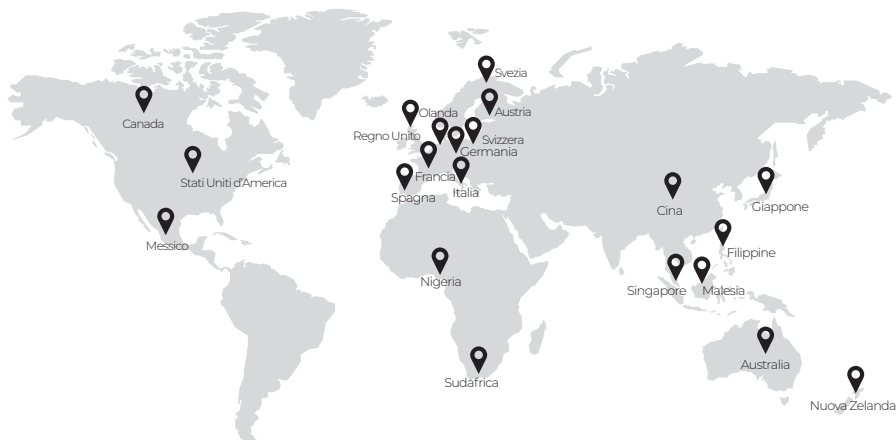 Svezia
Canada
Olanda
Austria
Regno Unito
Svizzera
Germania
Stati Uniti d'America
Francia
Italia
Spagna
Cina
Giappone
Messico
Filippine
Nigeria
Singapore
Malesia
Australia
Sudafrica
Nuova Zelanda